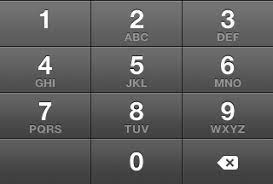 1 2 3
ABC DEF
4 5 6
GHI JKL MNO
7 8 9
PQRS TUV WXYZ
0